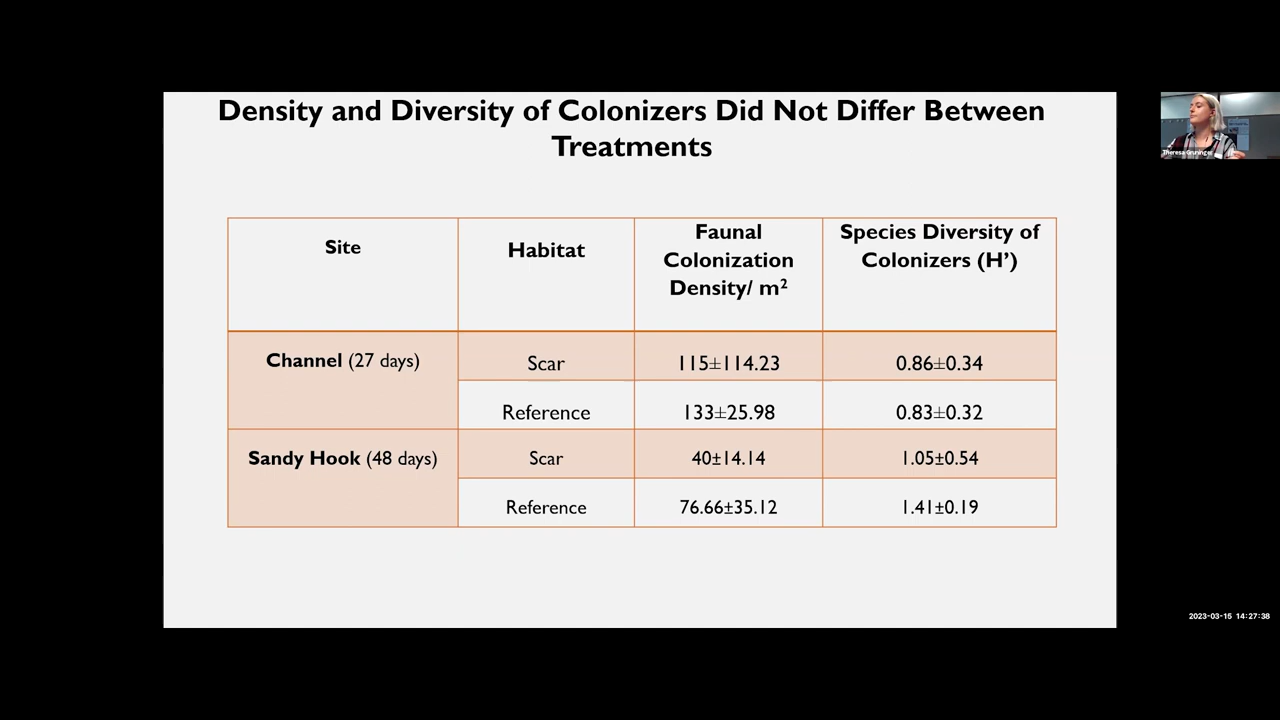 Density and Diversity of Colonizers Did Not Differ Between
Treatments
Site
Habitat
Faunal
Colonization
Density/ m²
Species Diversity of
Colonizers (H’)
Channel (27 days)
Scar
115±114.23
0.86±0.34
Reference
133±25.98
0.83±0.32
Sandy Hook (48 days)
Scar
40±14.14
1.05±0.54
Reference
76.66±35.12
1.41±0.19
Theresa Gruninger
2023-03-15 14:27:38